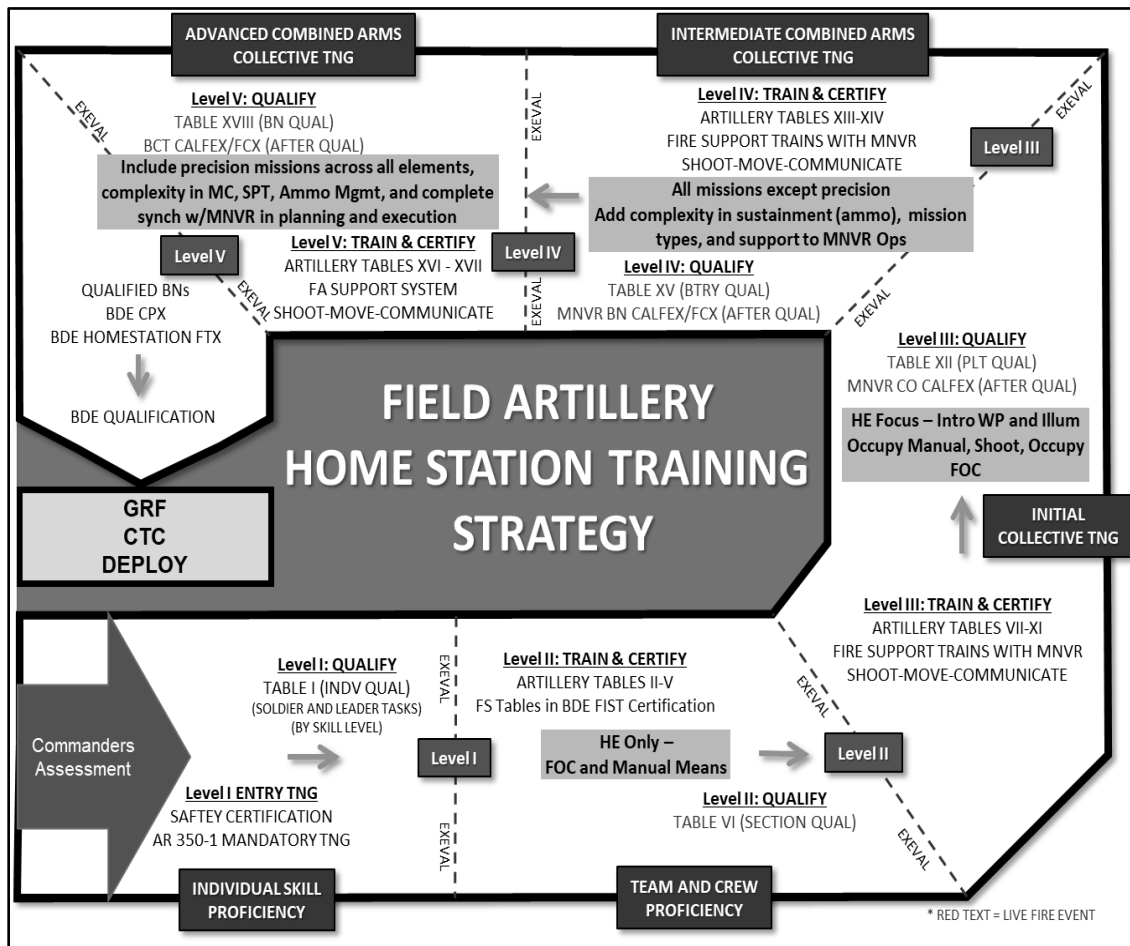 ADVANCED COMBINED ARMS
COLLECTIVE TNG
INTERMEDIATE COMBINED ARMS
COLLECTIVE TNG
EXEVAL
Level V: QUALIFY
TABLE XVIII (BN QUAL)
BCT CALFEX/FCX (AFTER QUAL)
Include precision missions across all elements,
complexity in MC, SPT, Ammo Mgmt, and complete
synch w/MNVR in planning and execution
Level V
EXEVAL
Level V: TRAIN & CERTIFY
ARTILLERY TABLES XVI - XVII
FA SUPPORT SYSTEM
SHOOT-MOVE-COMMUNICATE
QUALIFIED BNs
BDE CPX
BDE HOMESTATION FTX
BDE QUALIFICATION
EXEVAL
Level IV
EXEVAL
Level IV: TRAIN & CERTIFY
ARTILLERY TABLES XIII-XIV
FIRE SUPPORT TRAINS WITH MNVR
SHOOT-MOVE-COMMUNICATE
All missions except precision
Add complexity in sustainment (ammo), mission
types, and support to MNVR Ops
Level IV: QUALIFY
TABLE XV (BTRY QUAL)
MNVR BN CALFEX/FCX (AFTER QUAL)
EXEVAL
Level III
EXEVAL
Level III: QUALIFY
TABLE XII (PLT QUAL)
MNVR CO CALFEX (AFTER QUAL)
HE Focus – Intro WP and Illum
Occupy Manual, Shoot, Occupy
FOC
INITIAL
COLLECTIVE TNG
Level III: TRAIN & CERTIFY
ARTILLERY TABLES VII-XI
FIRE SUPPORT TRAINS WITH MNVR
SHOOT-MOVE-COMMUNICATE
FIELD ARTILLERY
HOME STATION TRAINING
STRATEGY
GRF
CTC
DEPLOY
Commanders
Assessment
Level I: QUALIFY
TABLE I (INDV QUAL)
(SOLDIER AND LEADER TASKS)
(BY SKILL LEVEL)
Level I ENTRY TNG
SAFTEY CERTIFICATION
AR 350-1 MANDATORY TNG
EXEVAL
Level I
EXEVAL
Level II: TRAIN & CERTIFY
ARTILLERY TABLES II-V
FS Tables in BDE FIST Certification
HE Only –
FOC and Manual Means
EXEVAL
Level II
EXEVAL
Level II: QUALIFY
TABLE VI (SECTION QUAL)
INDIVIDUAL SKILL
PROFICIENCY
TEAM AND CREW
PROFICIENCY
* RED TEXT = LIVE FIRE EVENT